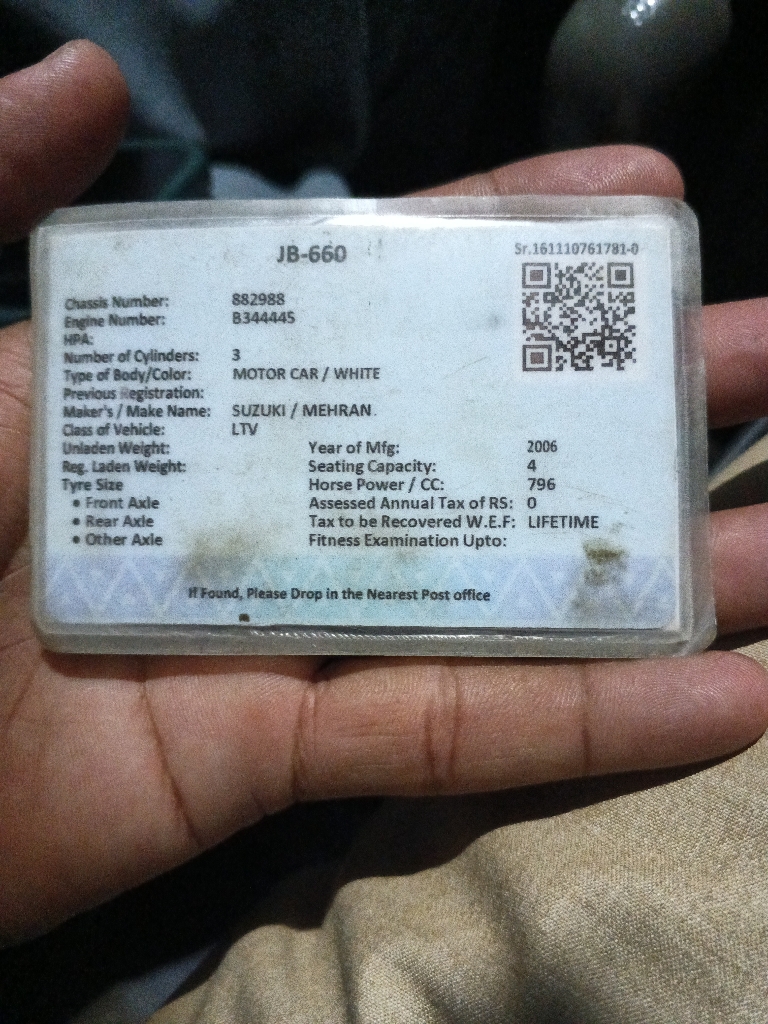 JB-660
Sr.161110761781-0
Chassis Number: 882988
Engine Number: B344445
HPA:
Number of Cylinders: 3
Type of Body/Color: MOTOR CAR / WHITE
Previous Registration:
Maker's / Make Name: SUZUKI / MEHRAN
Class of Vehicle: LTV
Unladen Weight: Year of Mfg: 2006
Reg. Laden Weight: Seating Capacity: 4
Tyre Size Horse Power / CC: 796
• Front Axle Assessed Annual Tax of RS: 0
• Rear Axle Tax to be Recovered W.E.F: LIFETIME
• Other Axle Fitness Examination Upto:
If Found, Please Drop in the Nearest Post office